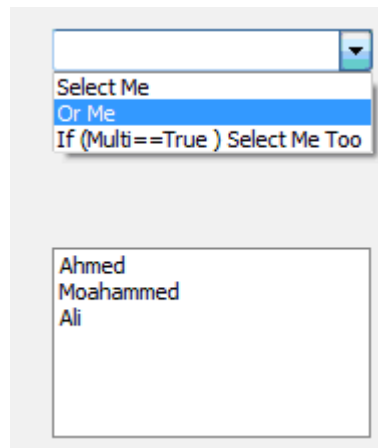 Select Me
Or Me
If (Multi==True ) Select Me Too
Ahmed
Moahammed
Ali